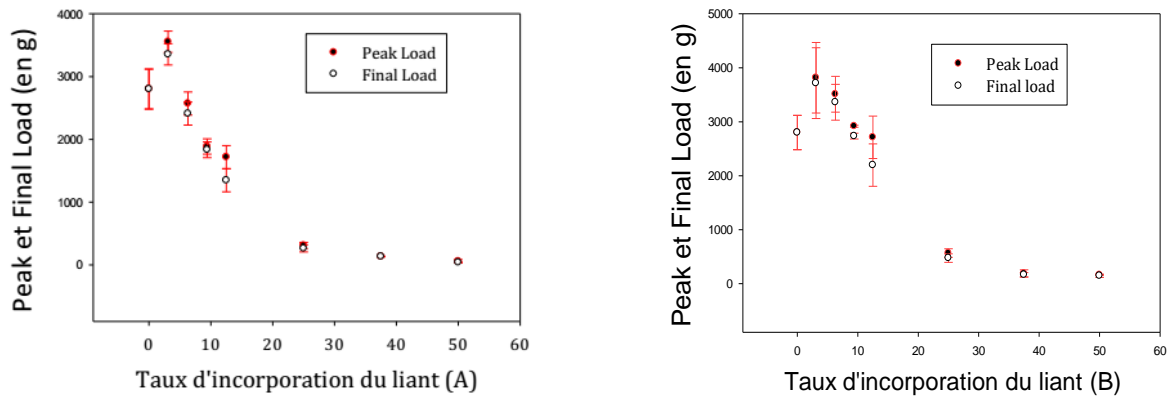 Peak et Final Load (en g)
4000
3000
2000
1000
0
0 10 20 30 40 50 60
Taux d'incorporation du liant (A)
Peak Load
Final Load
Peak et Final Load (en g)
5000
4000
3000
2000
1000
0
0 10 20 30 40 50 60
Taux d'incorporation du liant (B)
Peak Load
Final load